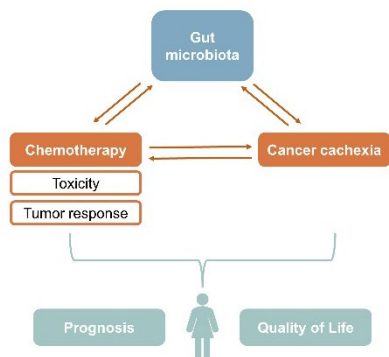 Gut
microbiota
Chemotherapy
Cancer cachexia
Toxicity
Tumor response
Prognosis
Quality of Life